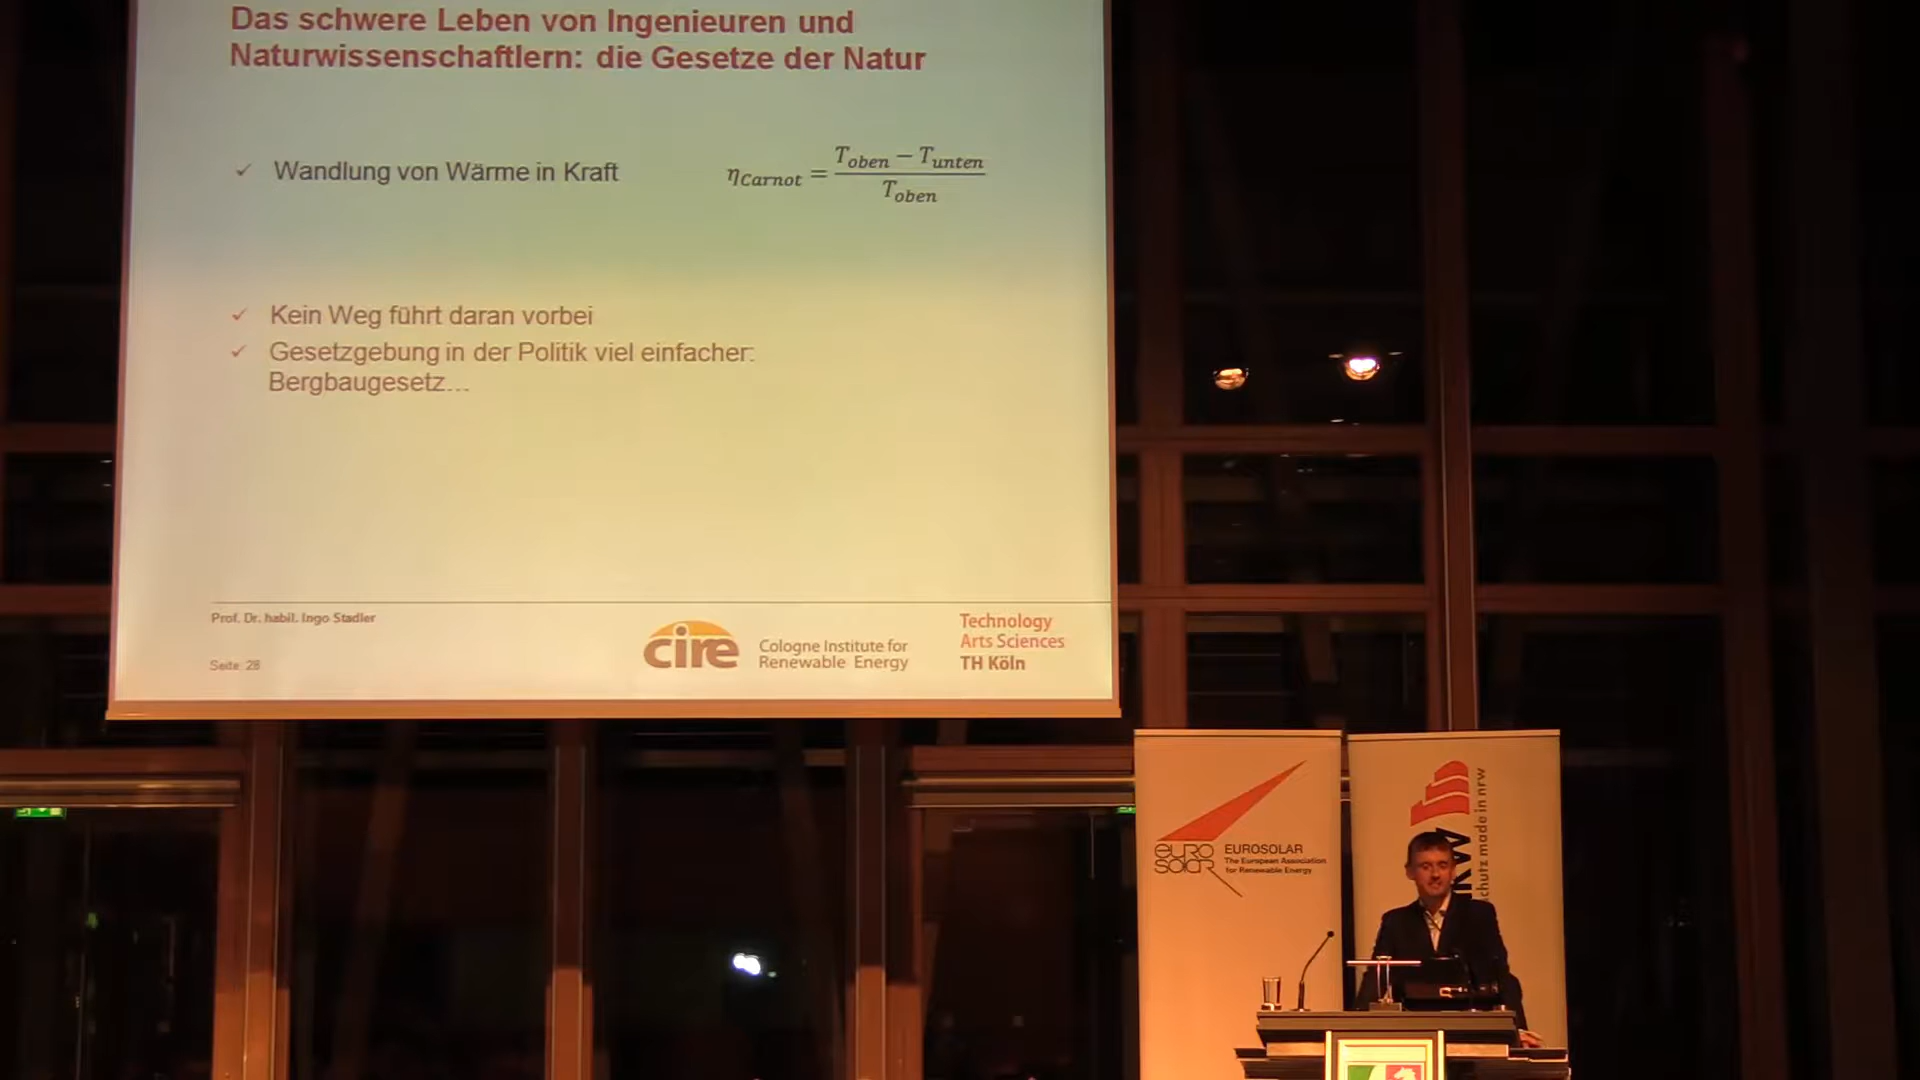 Das schwere Leben von Ingenieuren und
Naturwissenschaftlern: die Gesetze der Natur
✓ Wandlung von Wärme in Kraft
η_Carnot = (T_oben − T_unten) / T_oben
✓ Kein Weg führt daran vorbei
✓ Gesetzgebung in der Politik viel einfacher:
Bergbaugesetz...
Prof. Dr. habil. Ingo Stadler
Seite: 28
cire
Cologne Institute for
Renewable Energy
Technology
Arts Sciences
TH Köln
euro
solar
EUROSOLAR
The European Association
for Renewable Energy
chutz made in nrw